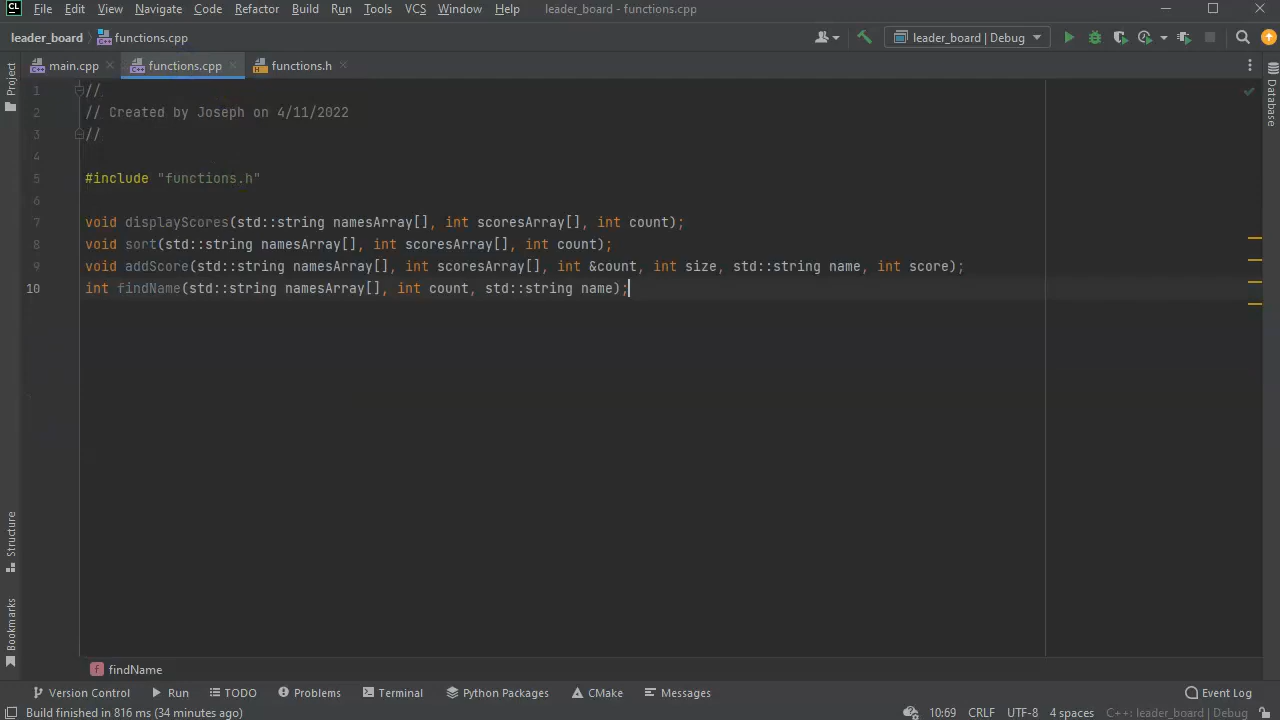 CL File Edit View Navigate Code Refactor Build Run Tools VCS Window Help leader_board - functions.cpp
leader_board functions.cpp leader_board | Debug
main.cpp functions.cpp functions.h
Project
Database
1 //
2 // Created by Joseph on 4/11/2022
3 //
4
5 #include "functions.h"
6
7 void displayScores(std::string namesArray[], int scoresArray[], int count);
8 void sort(std::string namesArray[], int scoresArray[], int count);
9 void addScore(std::string namesArray[], int scoresArray[], int &count, int size, std::string name, int score);
10 int findName(std::string namesArray[], int count, std::string name);
Structure
Bookmarks
f findName
Version Control Run TODO Problems Terminal Python Packages CMake Messages Event Log
Build finished in 816 ms (34 minutes ago) 10:69 CRLF UTF-8 4 spaces C++: leader_board | Debug